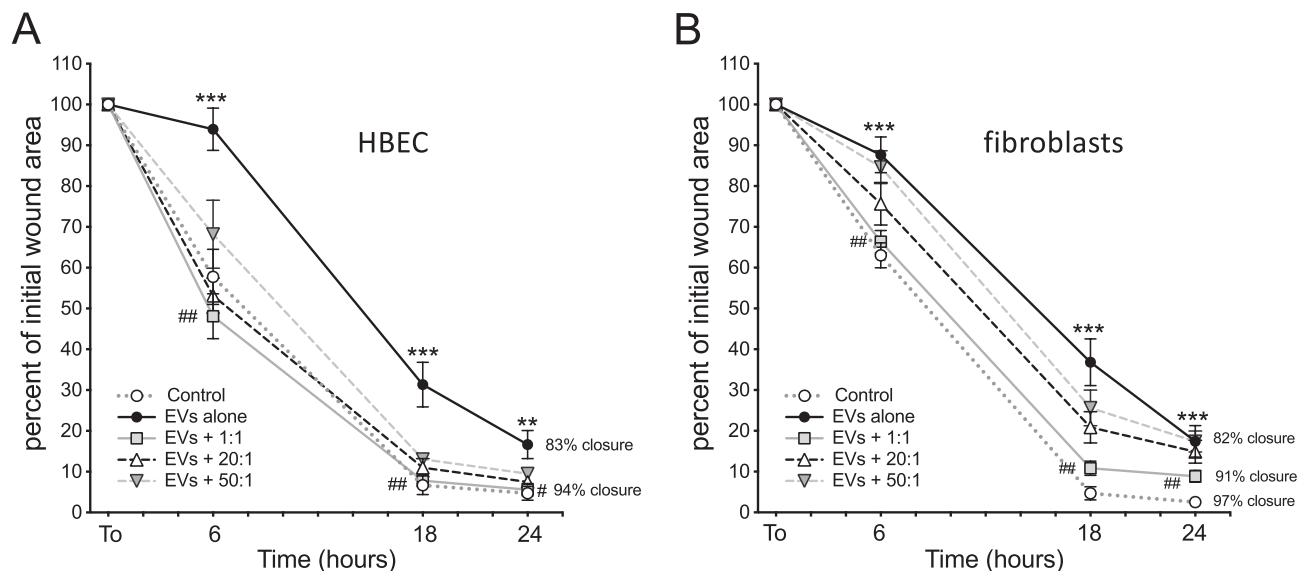 A
percent of initial wound area
110
100
90
80
70
60
50
40
30
20
10
0
***
HBEC
##
***
**
##
#
83% closure
94% closure
Control
EVs alone
EVs + 1:1
EVs + 20:1
EVs + 50:1
To 6 18 24
Time (hours)
B
percent of initial wound area
110
100
90
80
70
60
50
40
30
20
10
0
***
fibroblasts
##
***
***
##
##
82% closure
91% closure
97% closure
Control
EVs alone
EVs + 1:1
EVs + 20:1
EVs + 50:1
To 6 18 24
Time (hours)